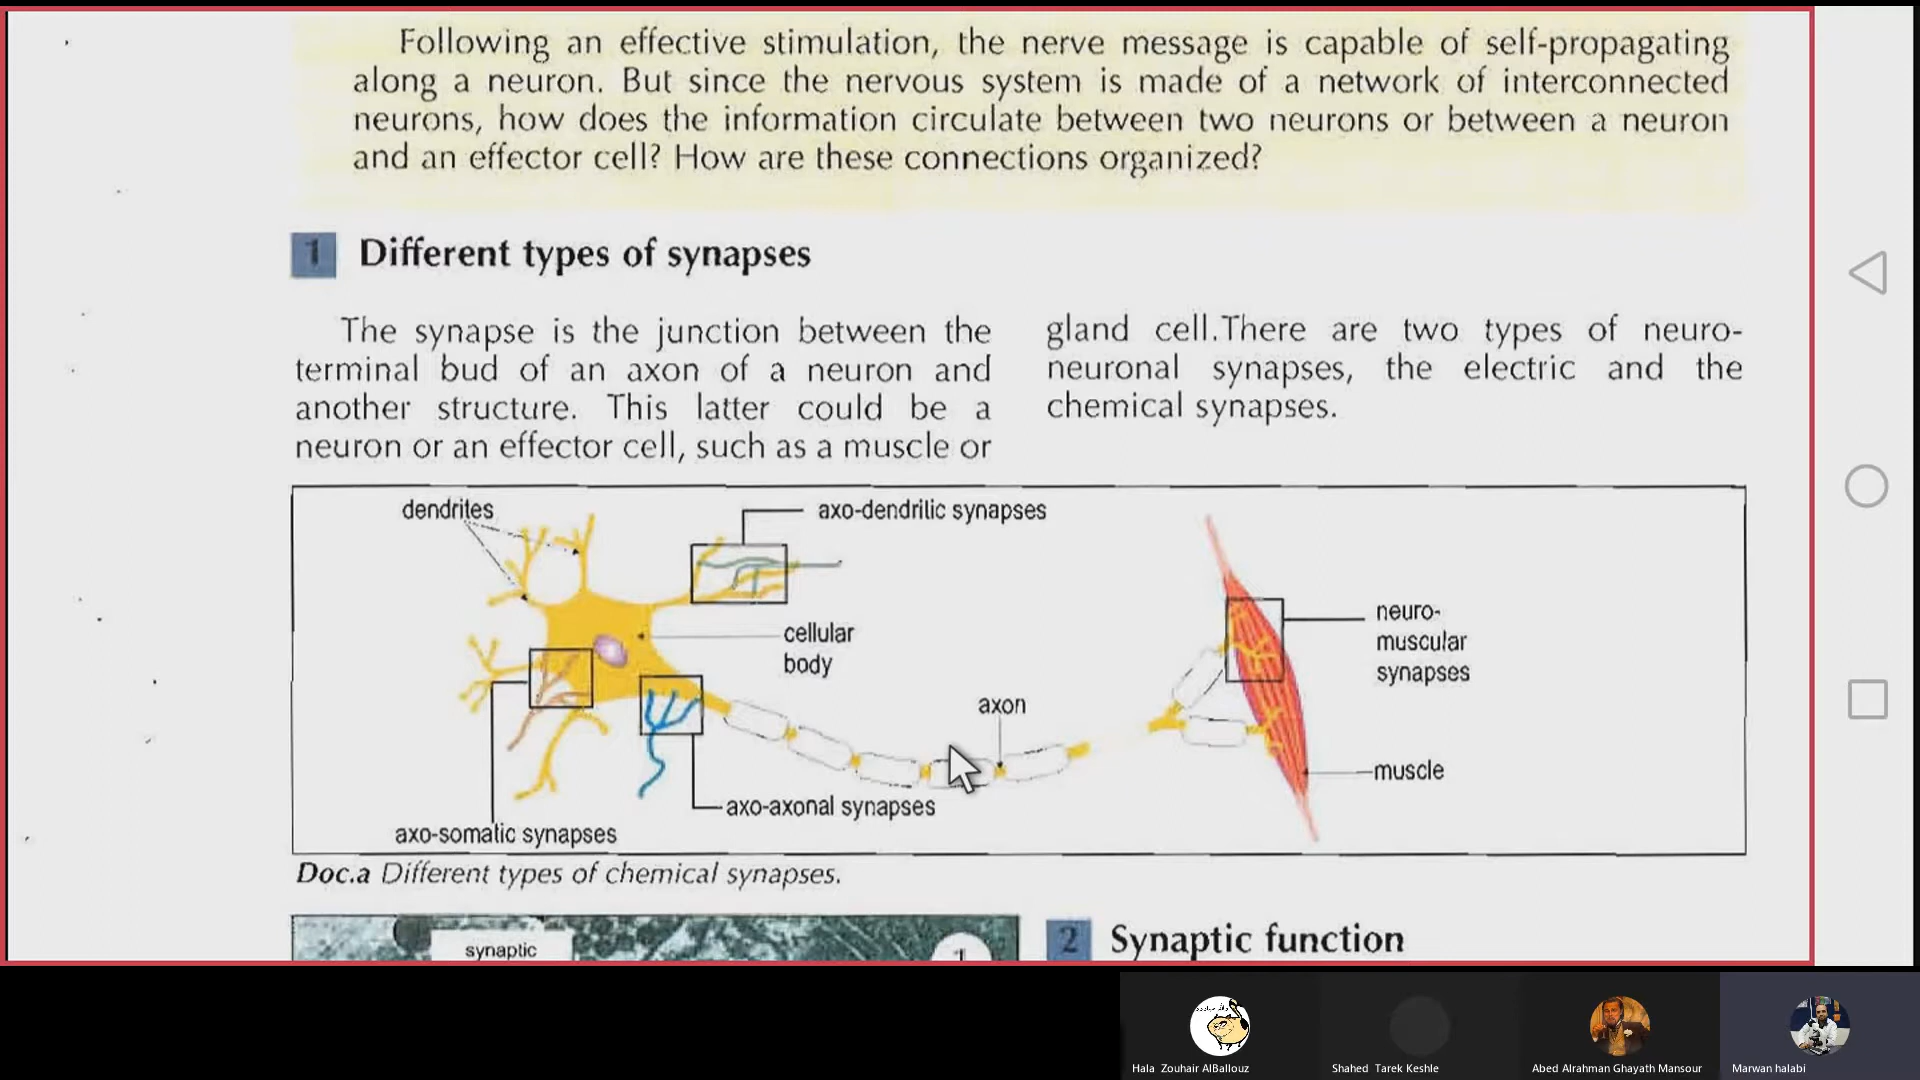 Following an effective stimulation, the nerve message is capable of self-propagating
along a neuron. But since the nervous system is made of a network of interconnected
neurons, how does the information circulate between two neurons or between a neuron
and an effector cell? How are these connections organized?
1 Different types of synapses
The synapse is the junction between the
terminal bud of an axon of a neuron and
another structure. This latter could be a
neuron or an effector cell, such as a muscle or
gland cell.There are two types of neuro-
neuronal synapses, the electric and the
chemical synapses.
dendrites
axo-dendrilic synapses
cellular
body
axon
neuro-
muscular
synapses
muscle
axo-axonal synapses
axo-somatic synapses
Doc.a Different types of chemical synapses.
synaptic
1
2 Synaptic function
Hala Zouhair AlBallouz
Shahed Tarek Keshle
Abed Alrahman Ghayath Mansour
Marwan halabi